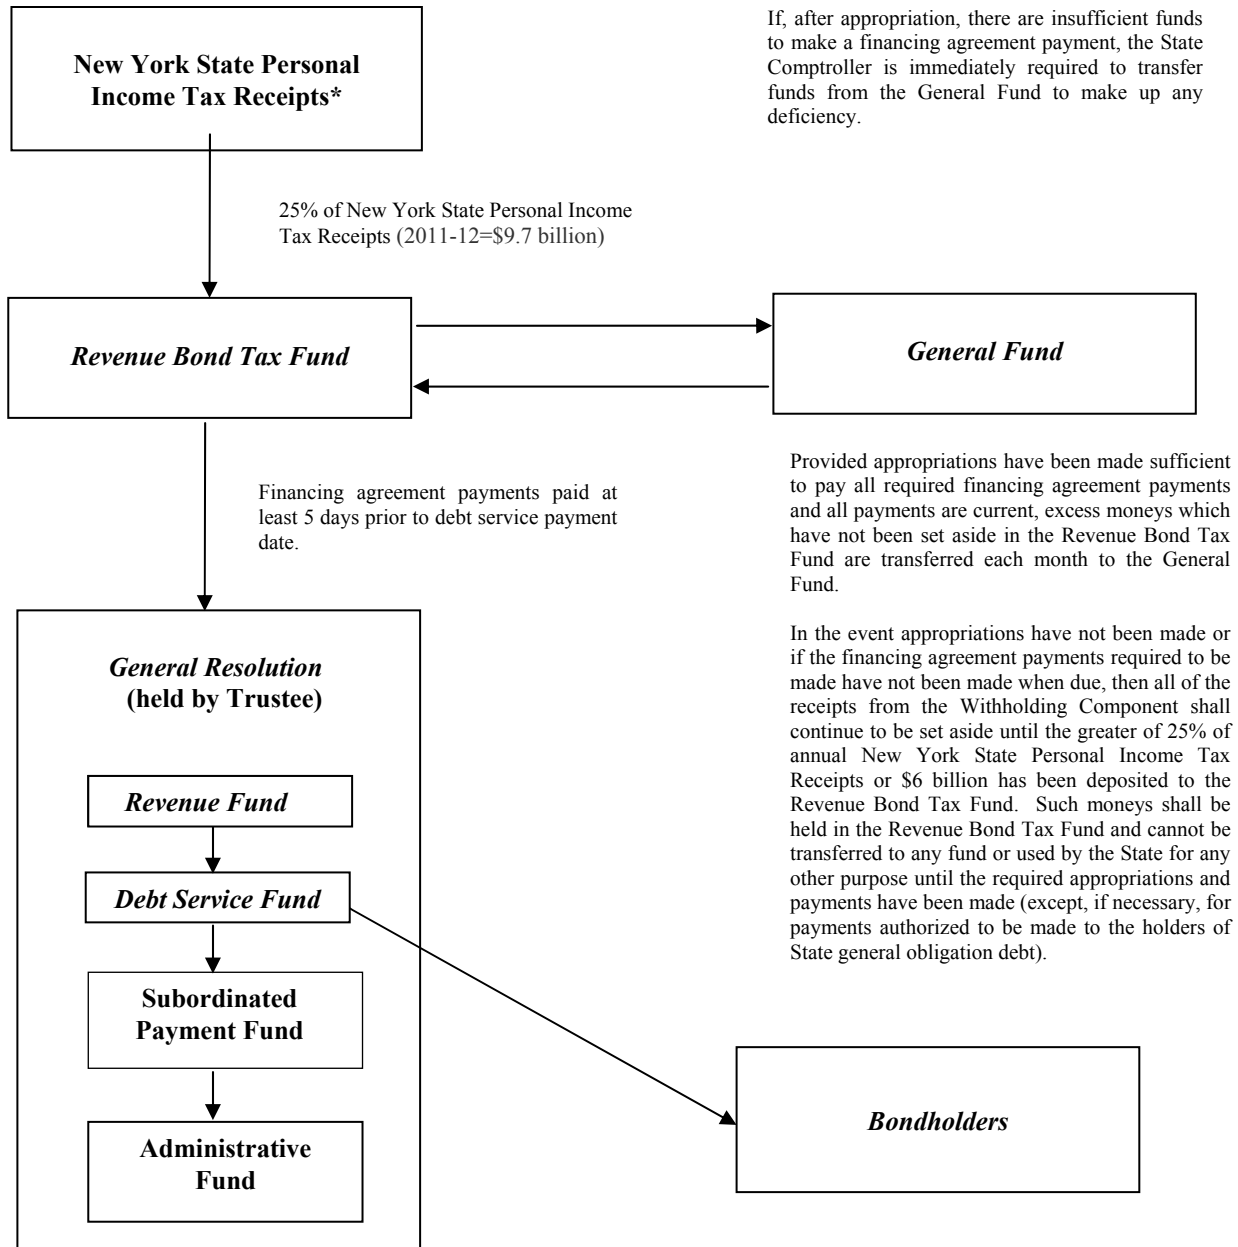 New York State Personal
Income Tax Receipts*
If, after appropriation, there are insufficient funds
to make a financing agreement payment, the State
Comptroller is immediately required to transfer
funds from the General Fund to make up any
deficiency.
25% of New York State Personal Income
Tax Receipts (2011-12=$9.7 billion)
Revenue Bond Tax Fund
General Fund
Financing agreement payments paid at
least 5 days prior to debt service payment
date.
Provided appropriations have been made sufficient
to pay all required financing agreement payments
and all payments are current, excess moneys which
have not been set aside in the Revenue Bond Tax
Fund are transferred each month to the General
Fund.
In the event appropriations have not been made or
if the financing agreement payments required to be
made have not been made when due, then all of the
receipts from the Withholding Component shall
continue to be set aside until the greater of 25% of
annual New York State Personal Income Tax
Receipts or $6 billion has been deposited to the
Revenue Bond Tax Fund. Such moneys shall be
held in the Revenue Bond Tax Fund and cannot be
transferred to any fund or used by the State for any
other purpose until the required appropriations and
payments have been made (except, if necessary, for
payments authorized to be made to the holders of
State general obligation debt).
General Resolution
(held by Trustee)
Revenue Fund
Debt Service Fund
Subordinated
Payment Fund
Administrative
Fund
Bondholders